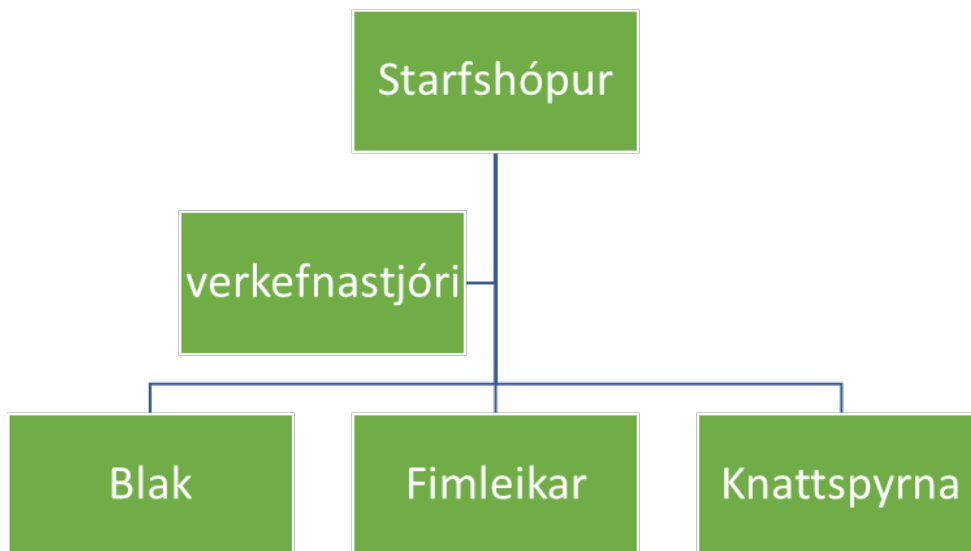 Starfshópur
verkefnastjóri
Blak
Fimleikar
Knattspyrna